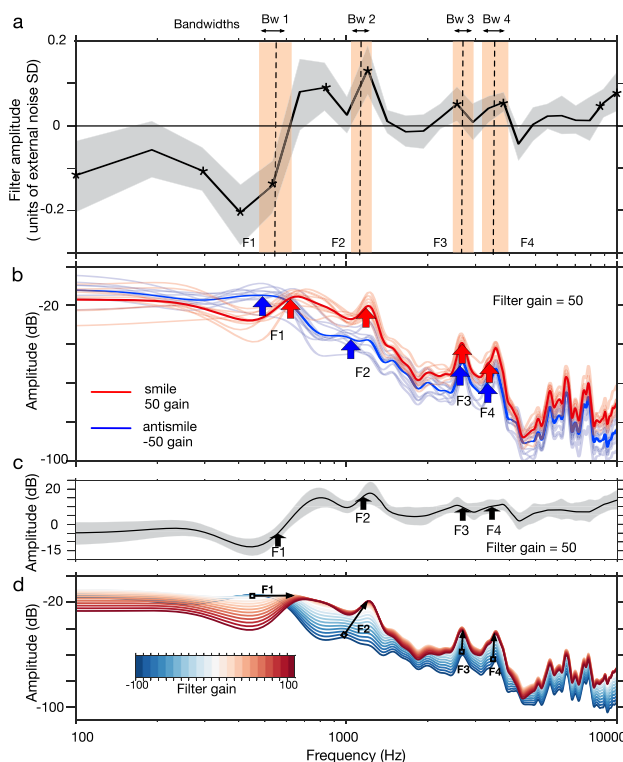 a
Bandwidths Bw 1 Bw 2 Bw 3 Bw 4
Filter amplitude
( units of external noise SD)
0.2
0
-0.2
F1 F2 F3 F4
b
Amplitude (dB)
-20
-100
Filter gain = 50
F1
F2
F3
F4
smile
50 gain
antismile
-50 gain
c
Amplitude (dB)
20
0
-15
F1
F2
F3
F4
Filter gain = 50
d
Amplitude (dB)
-20
-100
F1
F2
F3
F4
-100 100
Filter gain
100 1000 10000
Frequency (Hz)